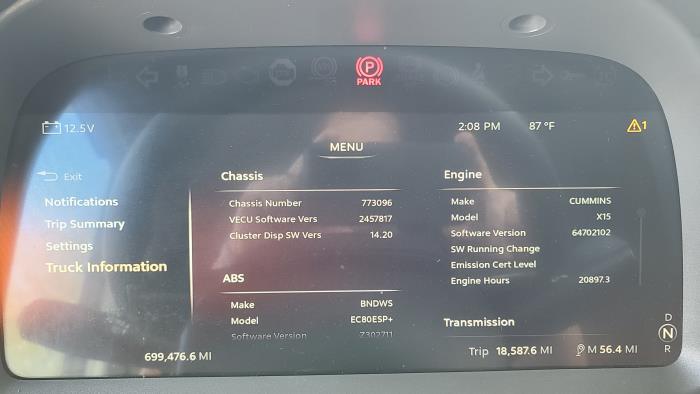 P
PARK
12.5V
2:08 PM 87 °F
1
MENU
Exit
Notifications
Trip Summary
Settings
Truck Information
Chassis
Chassis Number 773096
VECU Software Vers 2457817
Cluster Disp SW Vers 14.20
ABS
Make BNDWS
Model EC80ESP+
Software Version Z302711
Engine
Make CUMMINS
Model X15
Software Version 64702102
SW Running Change
Emission Cert Level
Engine Hours 20897.3
Transmission
D
N
R
699,476.6 MI
Trip 18,587.6 MI
M 56.4 MI